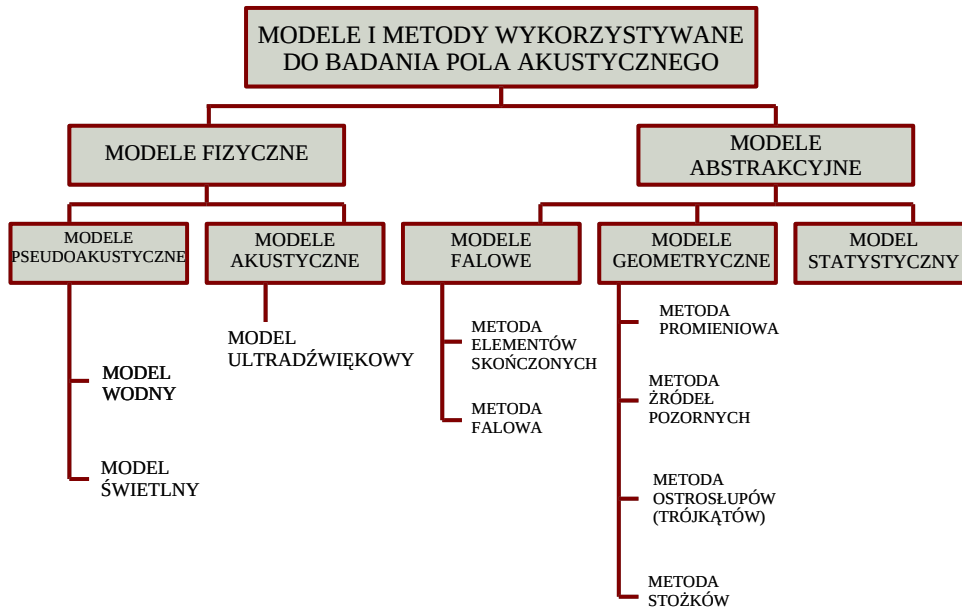 MODELE I METODY WYKORZYSTYWANE
DO BADANIA POLA AKUSTYCZNEGO
MODELE FIZYCZNE
MODELE
ABSTRAKCYJNE
MODELE
PSEUDOAKUSTYCZNE
MODELE
AKUSTYCZNE
MODELE
FALOWE
MODELE
GEOMETRYCZNE
MODEL
STATYSTYCZNY
MODEL
WODNY
MODEL
ŚWIETLNY
MODEL
ULTRADŹWIĘKOWY
METODA
ELEMENTÓW
SKOŃCZONYCH
METODA
FALOWA
METODA
PROMIENIOWA
METODA
ŻRÓDEŁ
POZORNYCH
METODA
OSTROSŁUPÓW
(TRÓJKĄTÓW)
METODA
STOŻKÓW